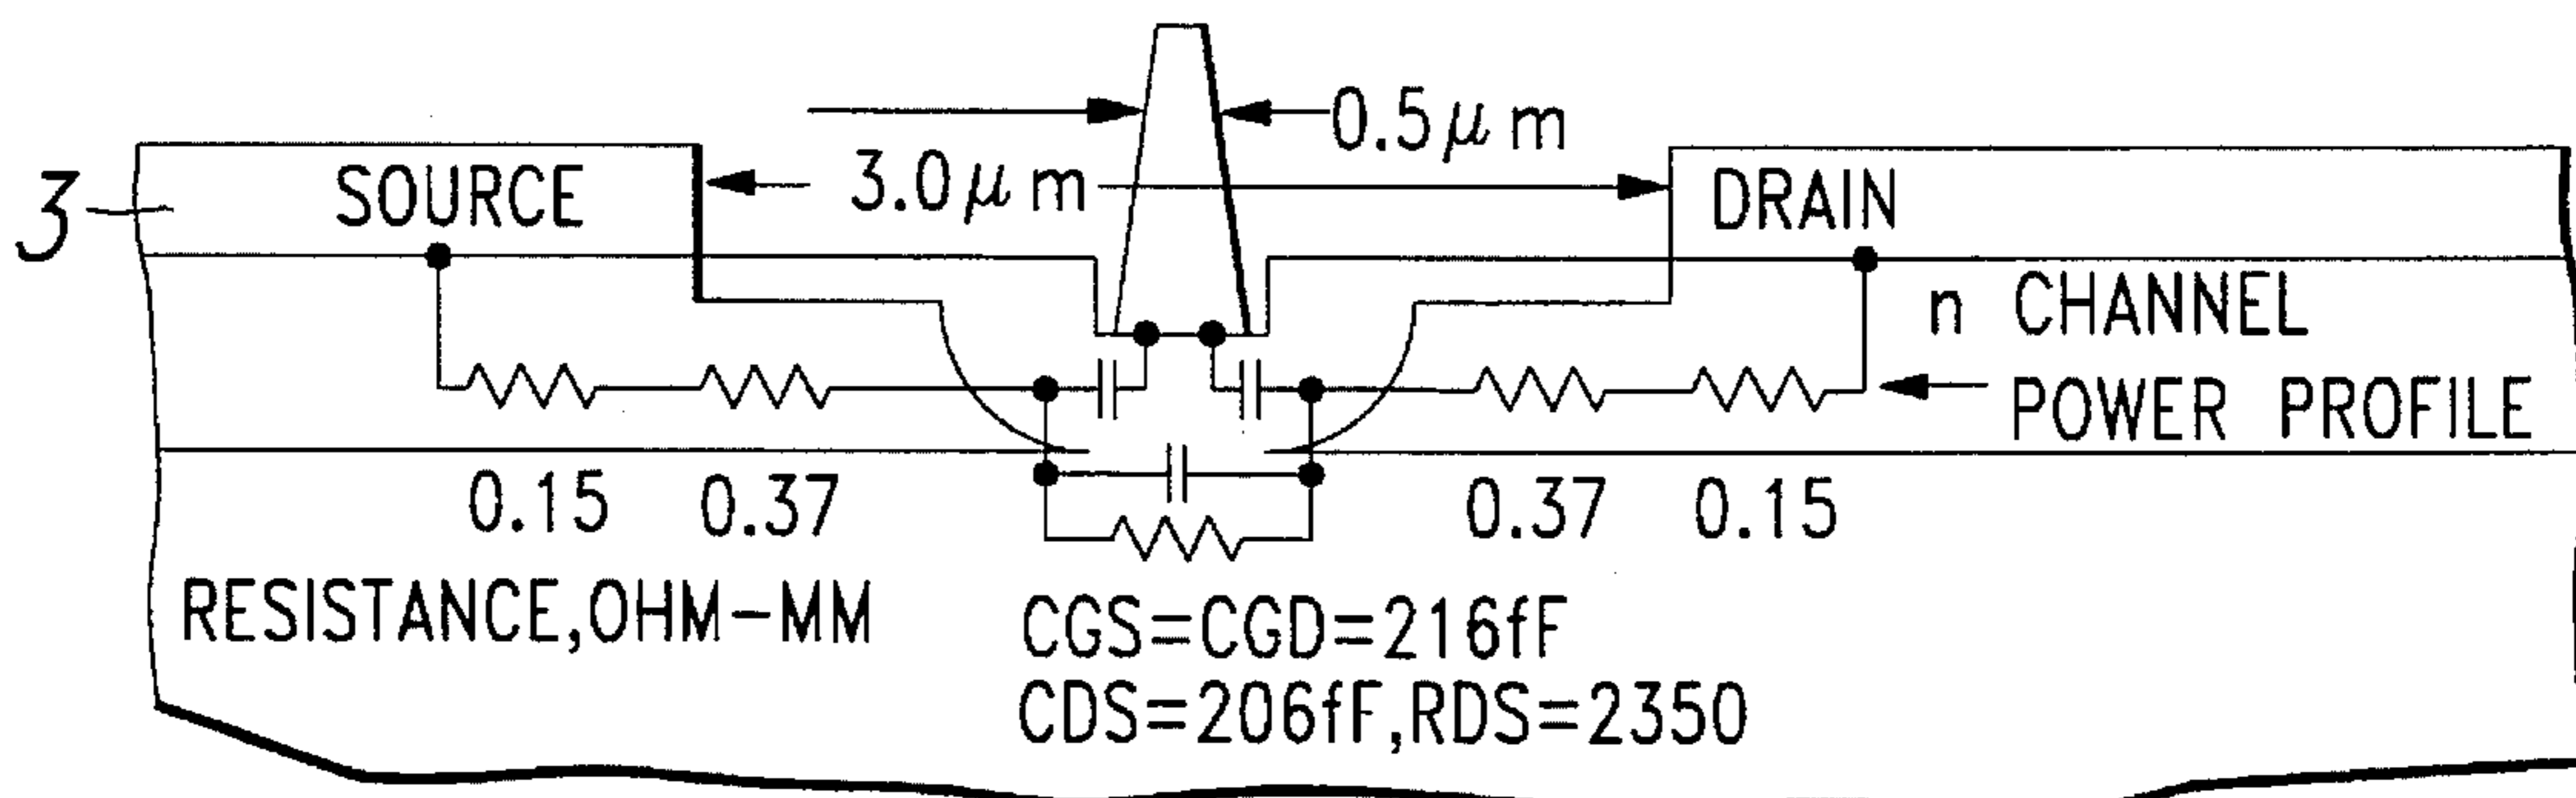 0.5μm
3
SOURCE
3.0μm
DRAIN
n CHANNEL
POWER PROFILE
0.15 0.37 0.37 0.15
RESISTANCE,OHM-MM
CGS=CGD=216fF
CDS=206fF,RDS=2350